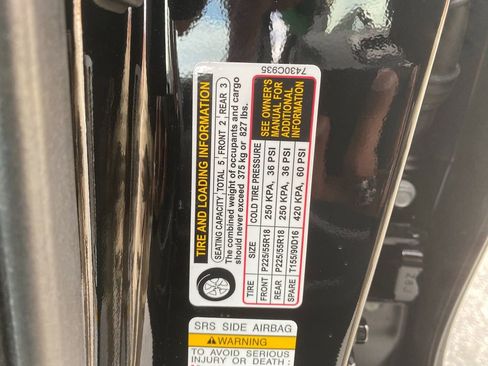 7430C935
TIRE AND LOADING INFORMATION
SEATING CAPACITY, TOTAL 5, FRONT 2, REAR 3
The combined weight of occupants and cargo
should never exceed 375 kg or 827 lbs.
TIRE SIZE COLD TIRE PRESSURE
FRONT P225/55R18 250 KPA, 36 PSI
REAR P225/55R18 250 KPA, 36 PSI
SPARE T155/90D16 420 KPA, 60 PSI
SEE OWNER'S
MANUAL FOR
ADDITIONAL
INFORMATION
SRS SIDE AIRBAG
WARNING
TO AVOID SERIOUS
INJURY OR DEATH: